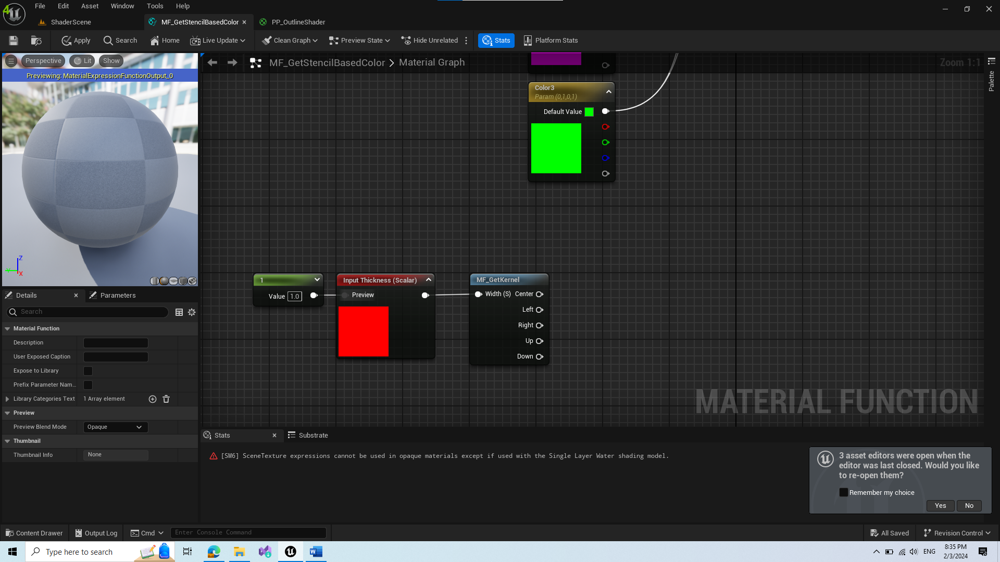 File Edit Asset Window Tools Help
ShaderScene
MF_GetStencilBasedColor
PP_OutlineShader
Apply Search Home Live Update Clean Graph Preview State Hide Unrelated Stats Platform Stats
Perspective Lit Show
Previewing: MaterialExpressionFunctionOutput_0
Z
Y
X
MF_GetStencilBasedColor > Material Graph
Zoom 1:1
Palette
Color3
Param (0,1,0,1)
Default Value
1
Value 1.0
Input Thickness (Scalar)
Preview
MF_GetKernel
Width (S) Center
Left
Right
Up
Down
MATERIAL FUNCTION
Details
Parameters
Search
Material Function
Description
User Exposed Caption
Expose to Library
Prefix Parameter Nam...
Library Categories Text 1 Array element
Preview
Preview Blend Mode Opaque
Thumbnail
Thumbnail Info None
Stats
Substrate
[SM6] SceneTexture expressions cannot be used in opaque materials except if used with the Single Layer Water shading model.
3 asset editors were open when the
editor was last closed. Would you like
to re-open them?
Remember my choice
Yes No
Content Drawer Output Log Cmd Enter Console Command
All Saved Revision Control
Type here to search
ENG
8:35 PM
2/3/2024